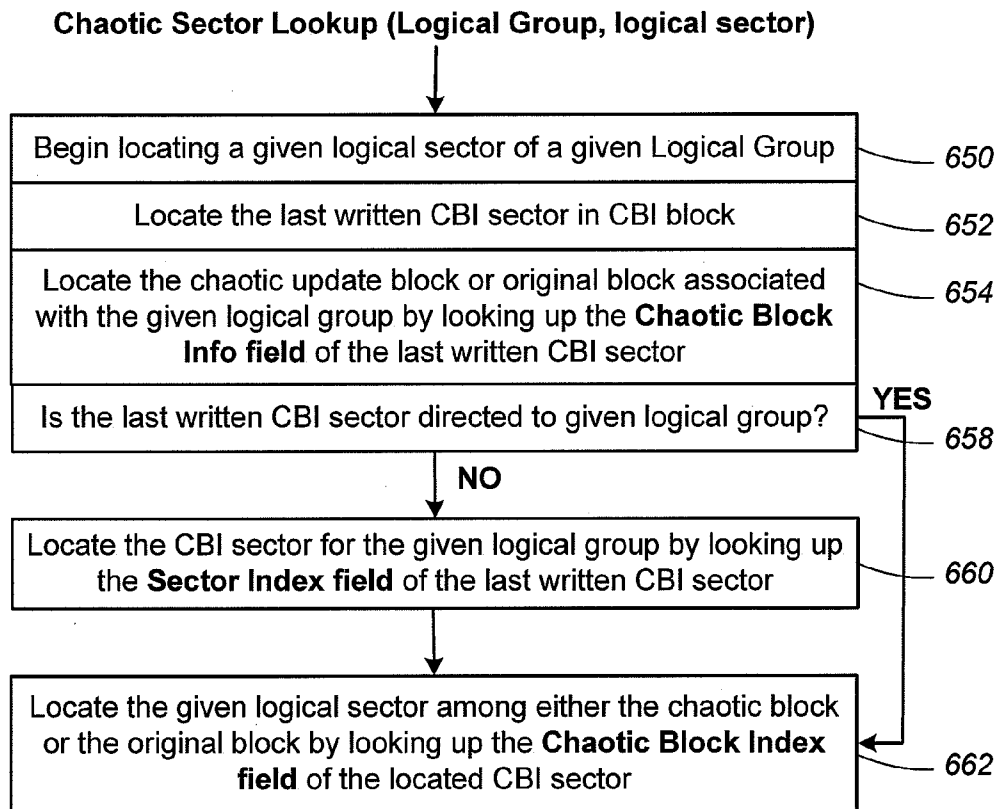 Chaotic Sector Lookup (Logical Group, logical sector)
Begin locating a given logical sector of a given Logical Group
650
Locate the last written CBI sector in CBI block
652
Locate the chaotic update block or original block associated
with the given logical group by looking up the Chaotic Block
Info field of the last written CBI sector
654
Is the last written CBI sector directed to given logical group?
YES
658
NO
Locate the CBI sector for the given logical group by looking up
the Sector Index field of the last written CBI sector
660
Locate the given logical sector among either the chaotic block
or the original block by looking up the Chaotic Block Index
field of the located CBI sector
662